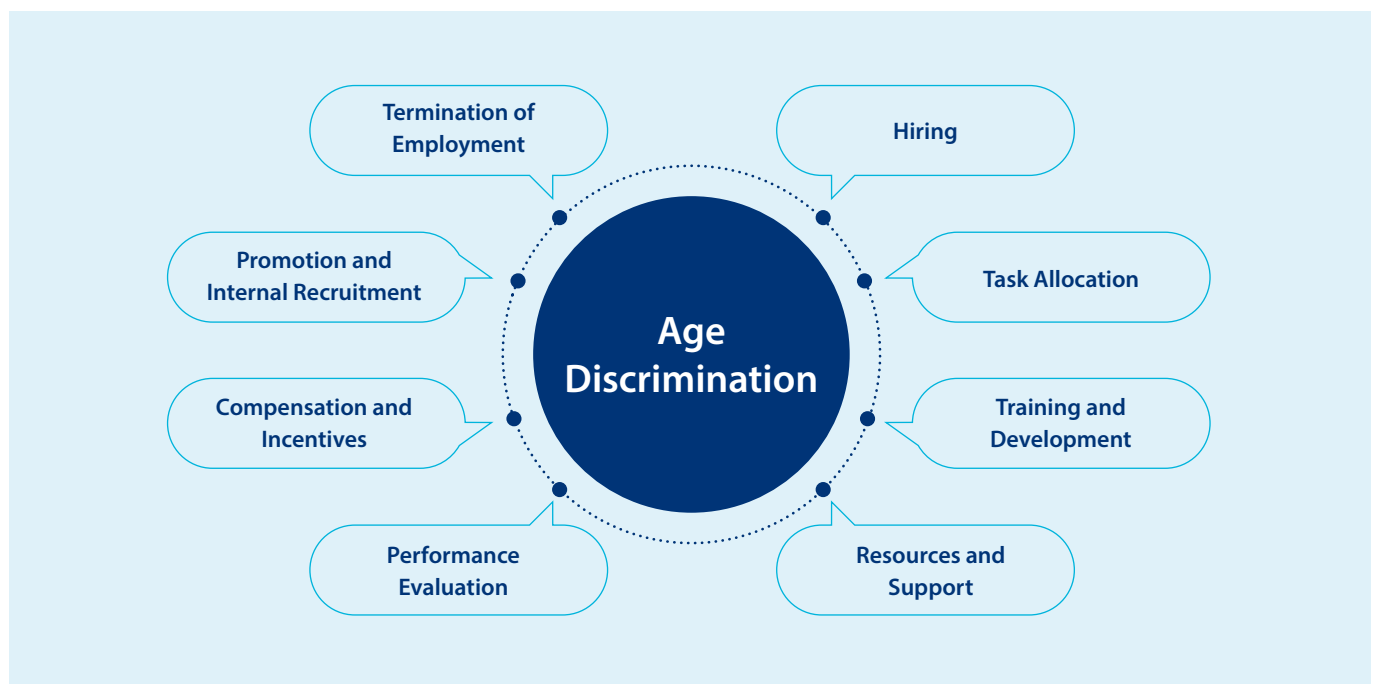 Termination of
Employment
Hiring
Promotion and
Internal Recruitment
Task Allocation
Age
Discrimination
Compensation and
Incentives
Training and
Development
Performance
Evaluation
Resources and
Support